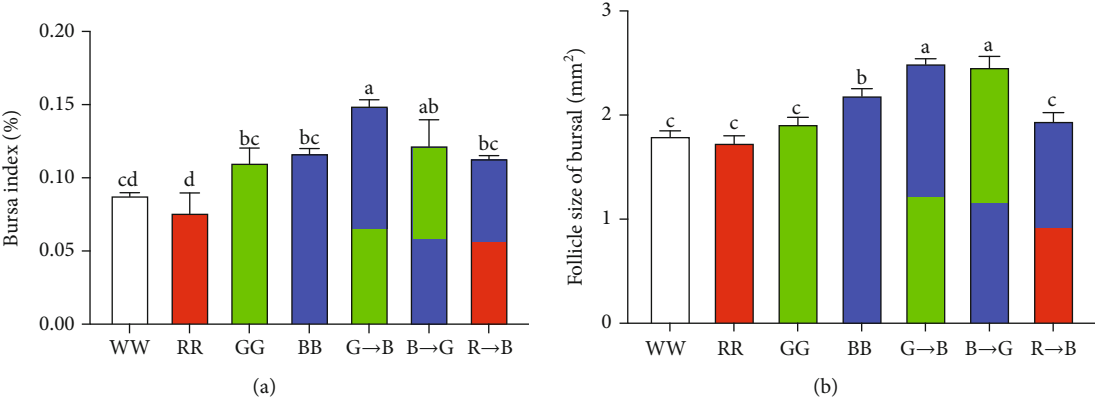 Bursa index (%)
0.20
0.15
0.10
0.05
0.00
cd
d
bc
bc
a
ab
bc
WW RR GG BB G→B B→G R→B
(a)
Follicle size of bursal (mm²)
3
2
1
0
c
c
c
b
a
a
c
WW RR GG BB G→B B→G R→B
(b)